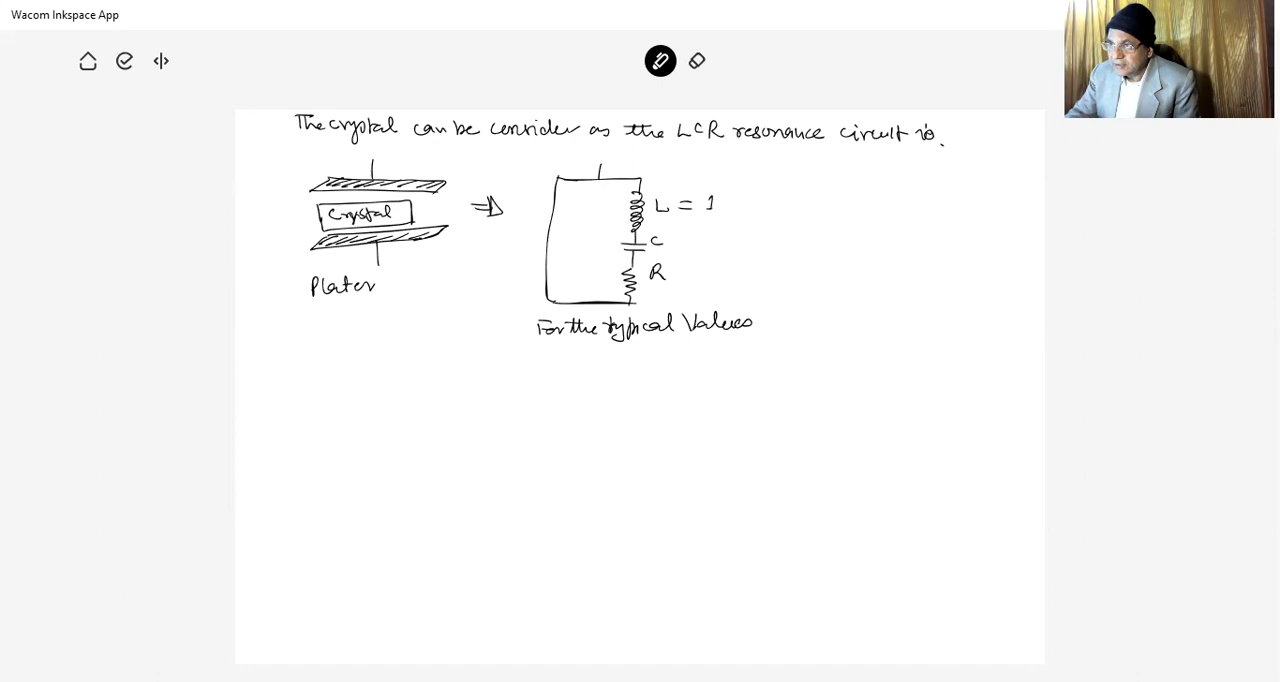 Wacom Inkspace App
The crystal can be consider as the LCR resonance circuit is.
Crystal
L = 1
C
R
Plates
For the typical values